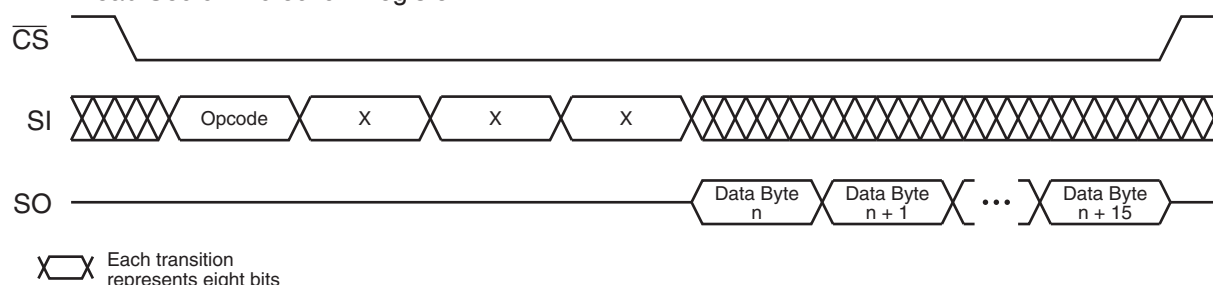 CS
SI
Opcode
X
X
X
SO
Data Byte
n
Data Byte
n + 1
•••
Data Byte
n + 15
Each transition
represents eight bits